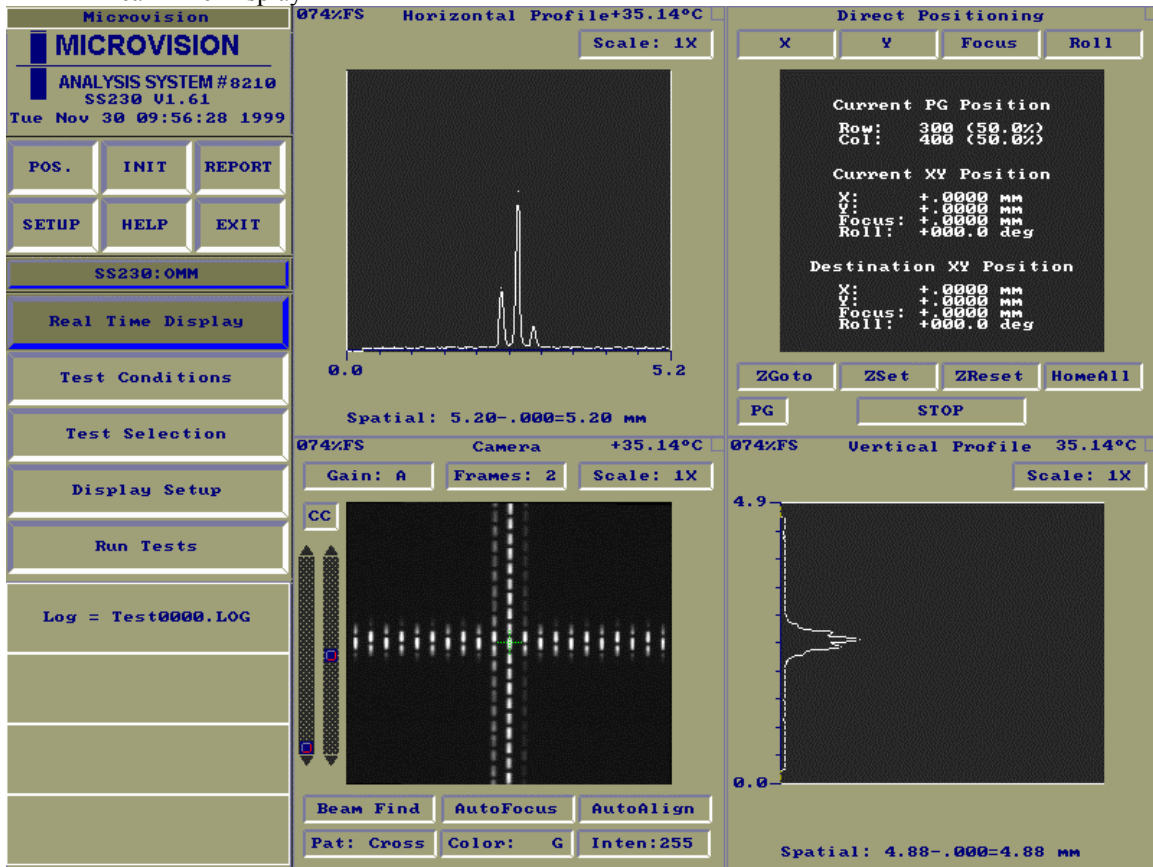 Microvision
MICROVISION
ANALYSIS SYSTEM #8210
SS230 V1.61
Tue Nov 30 09:56:28 1999
POS. INIT REPORT
SETUP HELP EXIT
SS230:OMM
Real Time Display
Test Conditions
Test Selection
Display Setup
Run Tests
Log = Test0000.LOG
074%FS Horizontal Profile+35.14°C
Scale: 1X
0.0 5.2
Spatial: 5.20-.000=5.20 mm
Direct Positioning
X Y Focus Roll
Current PG Position
Row: 300 (50.0%)
Col: 400 (50.0%)
Current XY Position
X: +.0000 mm
Y: +.0000 mm
Focus: +.0000 mm
Roll: +000.0 deg
Destination XY Position
X: +.0000 mm
Y: +.0000 mm
Focus: +.0000 mm
Roll: +000.0 deg
ZGoto ZSet ZReset HomeAll
PG STOP
074%FS Camera +35.14°C
Gain: A Frames: 2 Scale: 1X
CC
Beam Find AutoFocus AutoAlign
Pat: Cross Color: G Inten:255
074%FS Vertical Profile 35.14°C
Scale: 1X
4.9
0.0
Spatial: 4.88-.000=4.88 mm